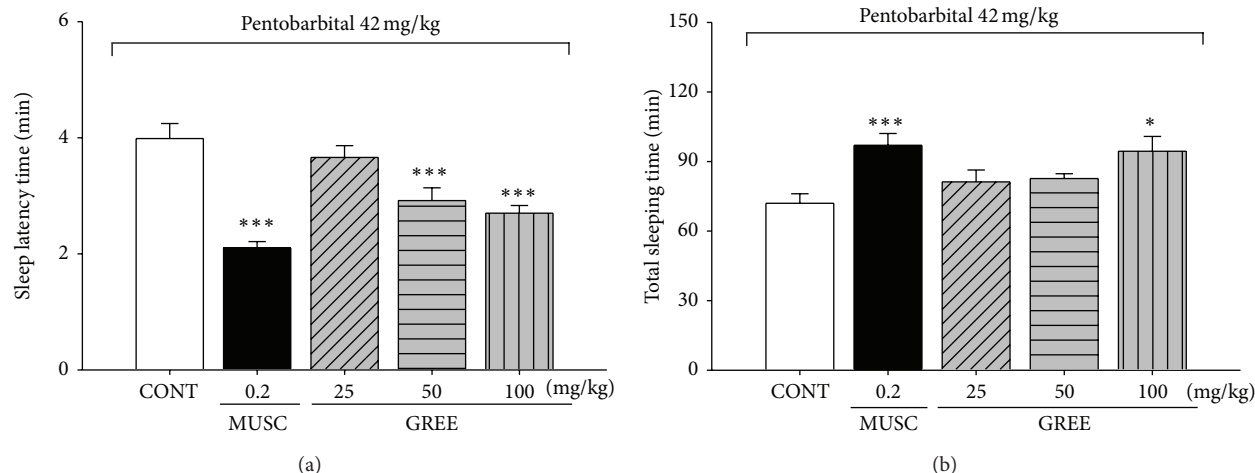 Pentobarbital 42 mg/kg
6
4
2
0
Sleep latency time (min)
***
***
***
CONT 0.2 25 50 100 (mg/kg)
MUSC GREE
(a)
Pentobarbital 42 mg/kg
150
120
90
60
30
0
Total sleeping time (min)
***
*
CONT 0.2 25 50 100 (mg/kg)
MUSC GREE
(b)